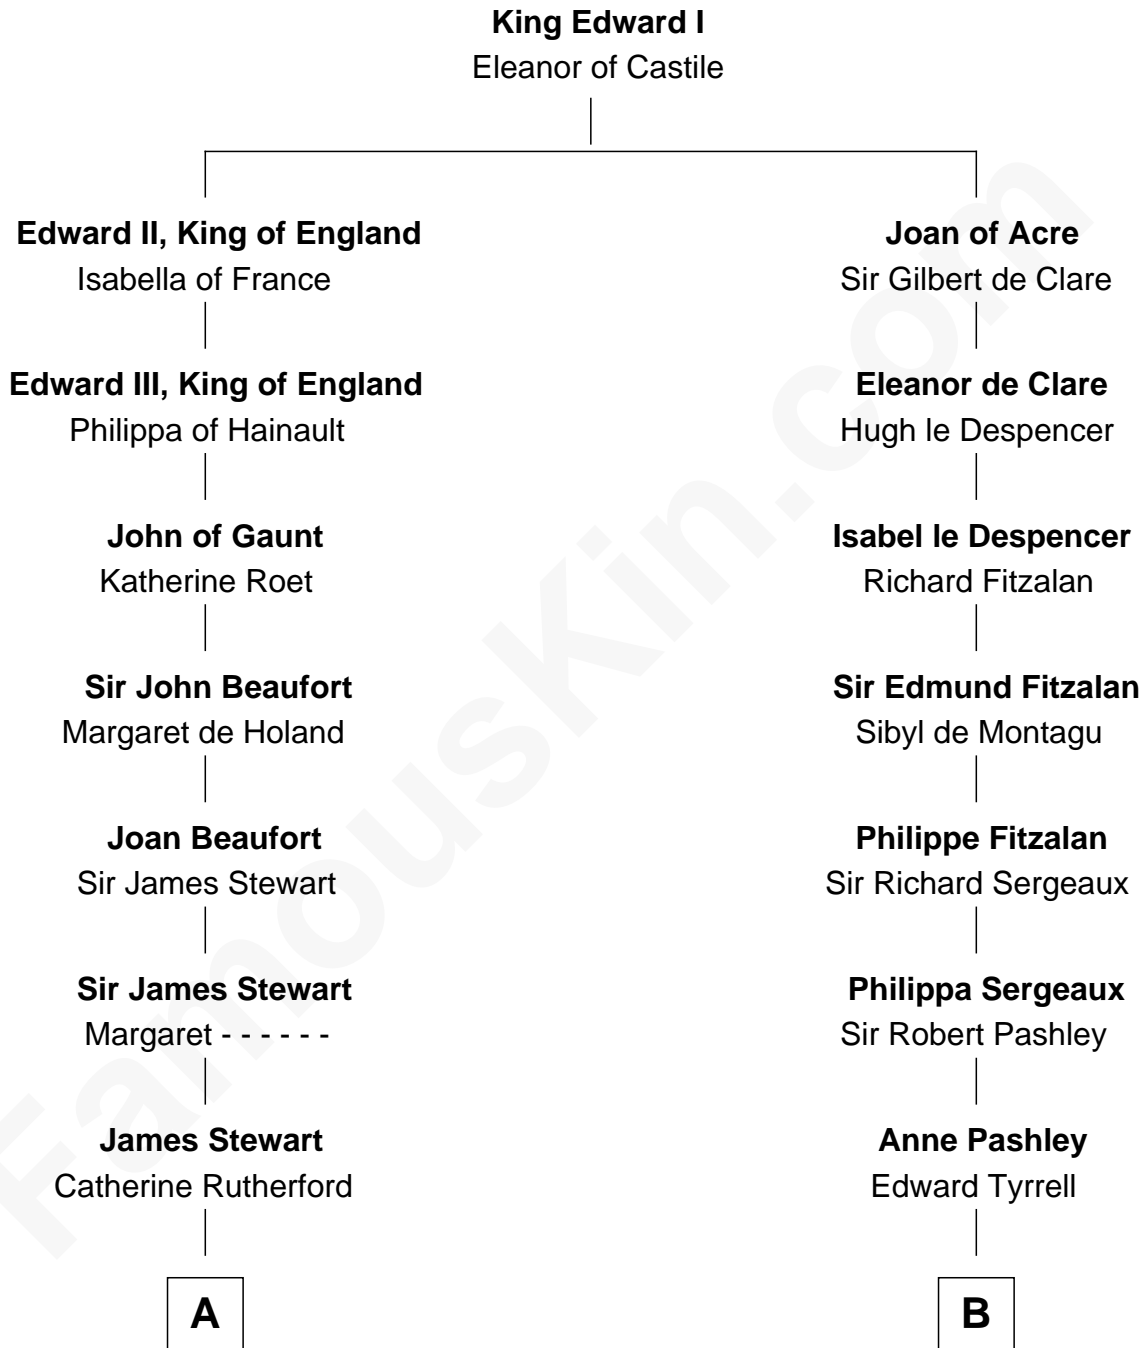 King Edward I
Eleanor of Castile
Edward II, King of England
Isabella of France
Joan of Acre
Sir Gilbert de Clare
Edward III, King of England
Philippa of Hainault
Eleanor de Clare
Hugh le Despencer
John of Gaunt
Katherine Roet
Isabel le Despencer
Richard Fitzalan
Sir John Beaufort
Margaret de Holand
Sir Edmund Fitzalan
Sibyl de Montagu
Joan Beaufort
Sir James Stewart
Philippe Fitzalan
Sir Richard Sergeaux
Sir James Stewart
Margaret - - - - - -
Philippa Sergeaux
Sir Robert Pashley
James Stewart
Catherine Rutherford
Anne Pashley
Edward Tyrrell
A
B
FamousKin.com